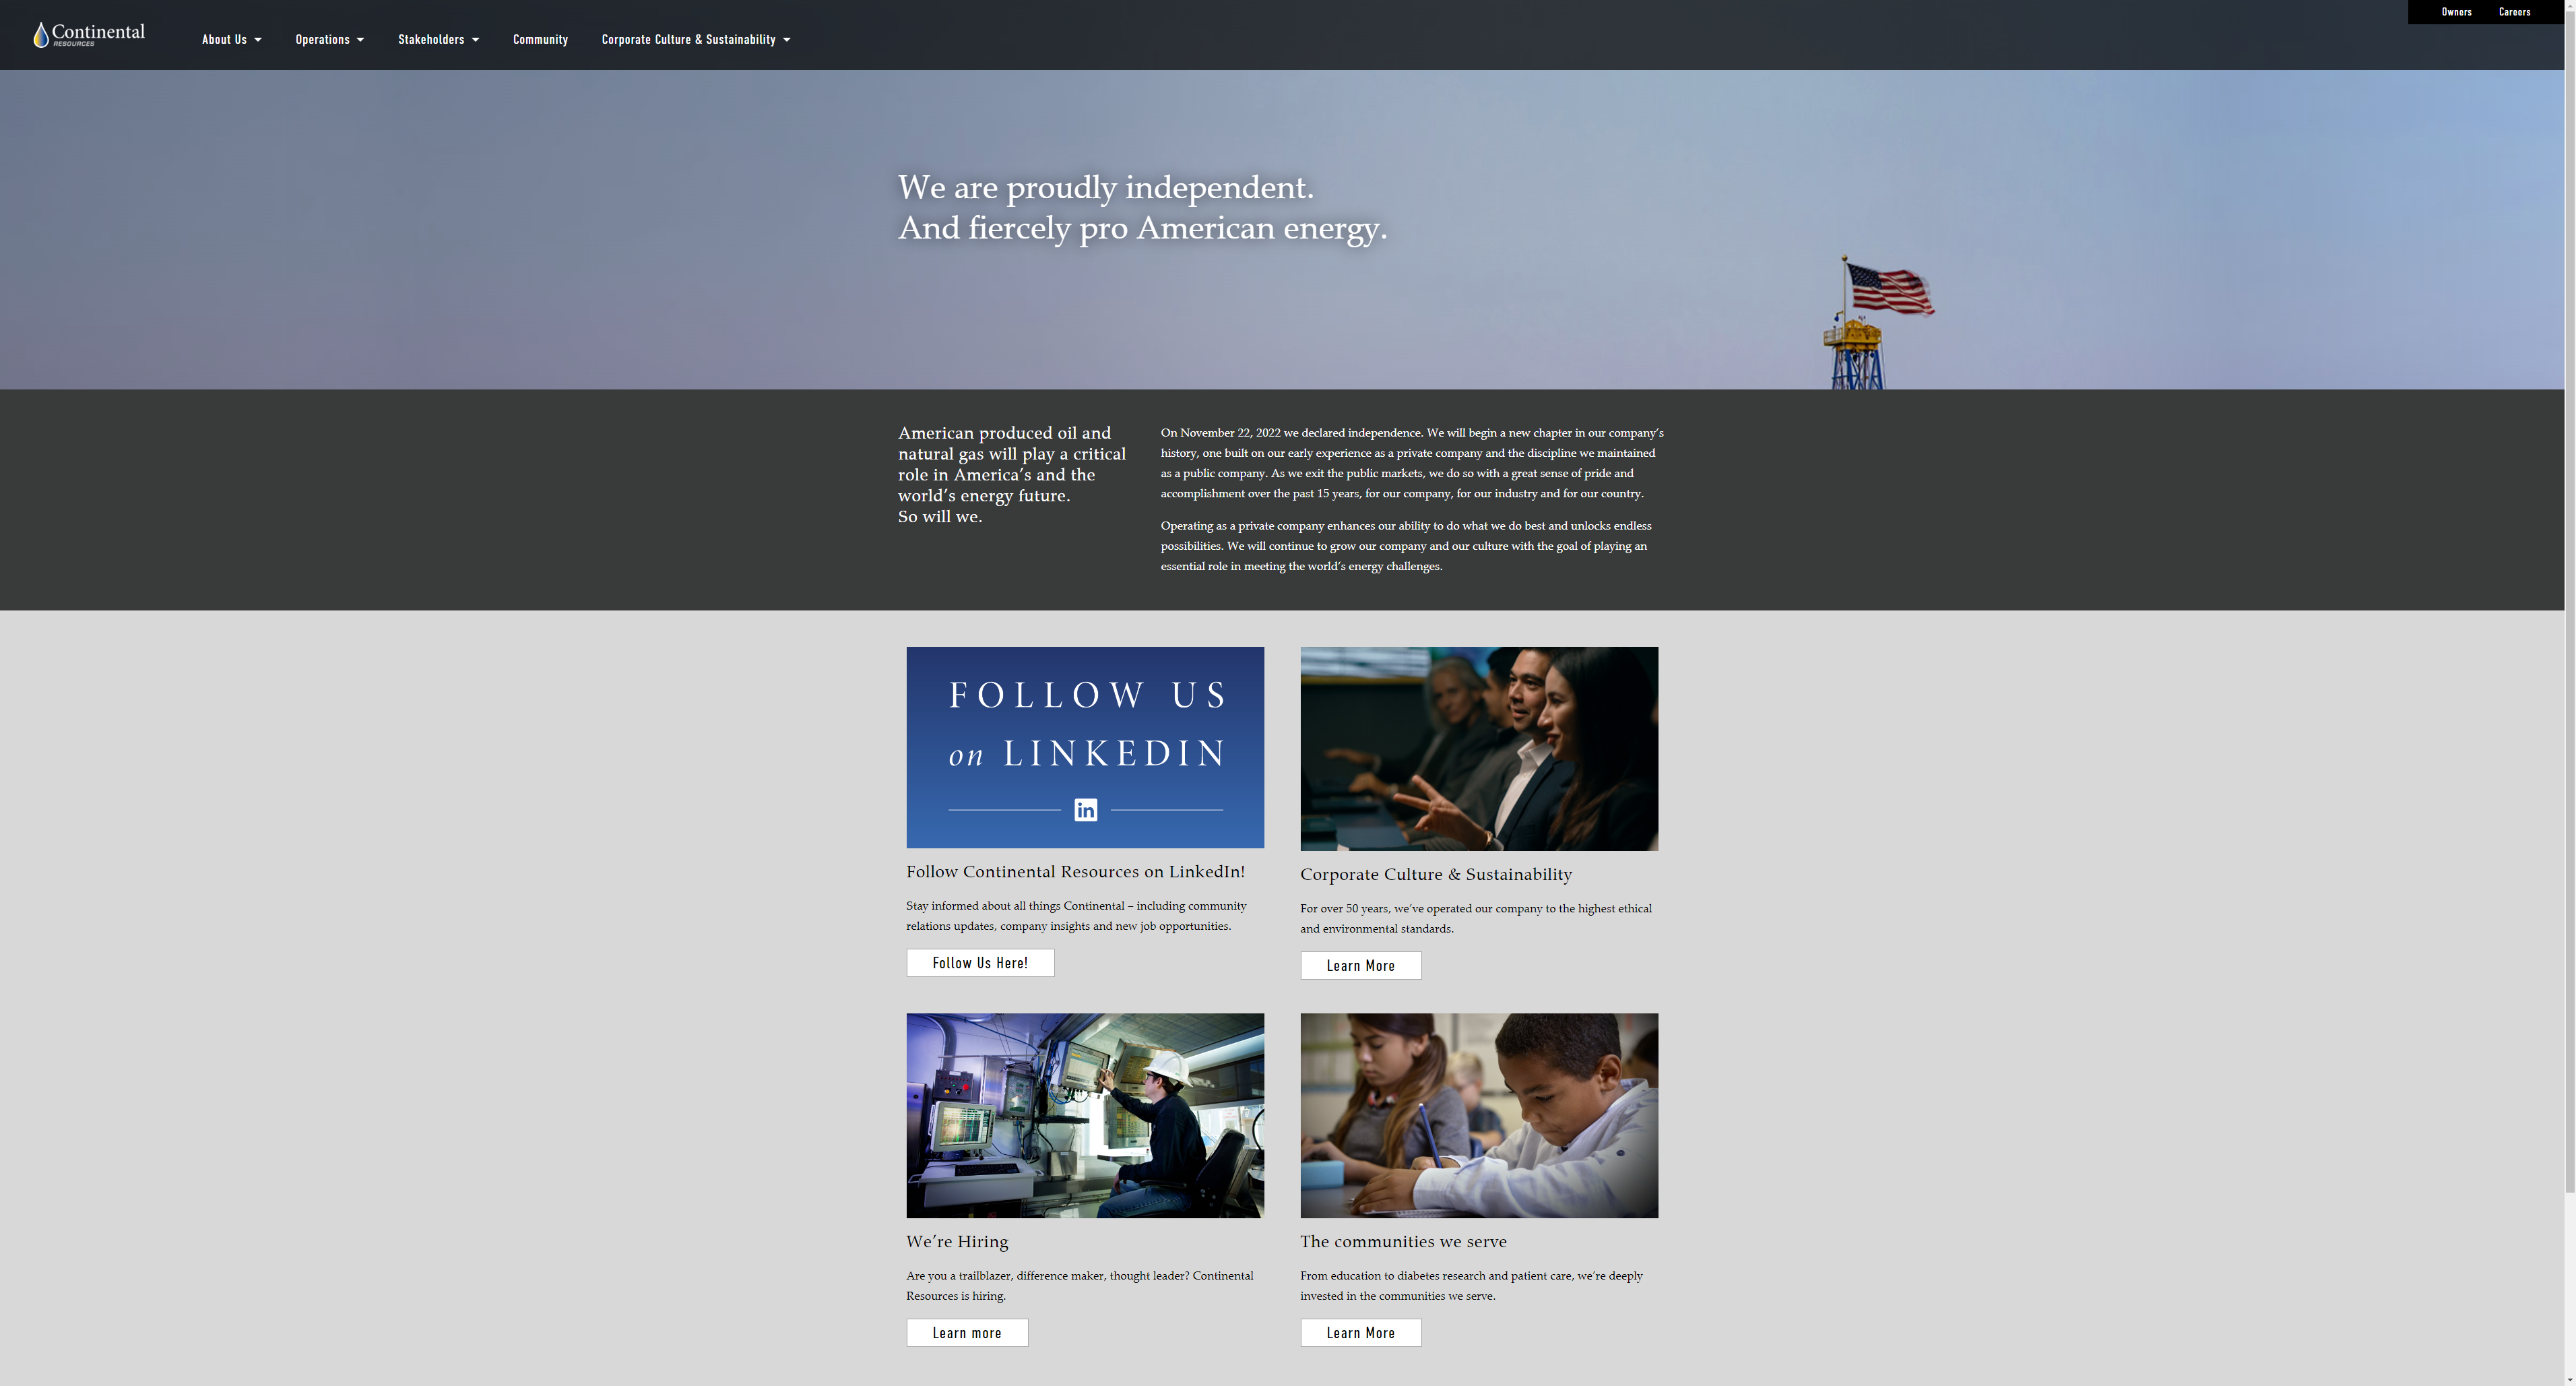 Owners Careers
Continental
RESOURCES
About Us Operations Stakeholders Community Corporate Culture & Sustainability
We are proudly independent.
And fiercely pro American energy.
American produced oil and
natural gas will play a critical
role in America’s and the
world’s energy future.
So will we.
On November 22, 2022 we declared independence. We will begin a new chapter in our company’s
history, one built on our early experience as a private company and the discipline we maintained
as a public company. As we exit the public markets, we do so with a great sense of pride and
accomplishment over the past 15 years, for our company, for our industry and for our country.
Operating as a private company enhances our ability to do what we do best and unlocks endless
possibilities. We will continue to grow our company and our culture with the goal of playing an
essential role in meeting the world’s energy challenges.
FOLLOW US
on LINKEDIN
in
Follow Continental Resources on LinkedIn!
Stay informed about all things Continental – including community
relations updates, company insights and new job opportunities.
Follow Us Here!
Corporate Culture & Sustainability
For over 50 years, we’ve operated our company to the highest ethical
and environmental standards.
Learn More
We’re Hiring
Are you a trailblazer, difference maker, thought leader? Continental
Resources is hiring.
Learn more
The communities we serve
From education to diabetes research and patient care, we’re deeply
invested in the communities we serve.
Learn More